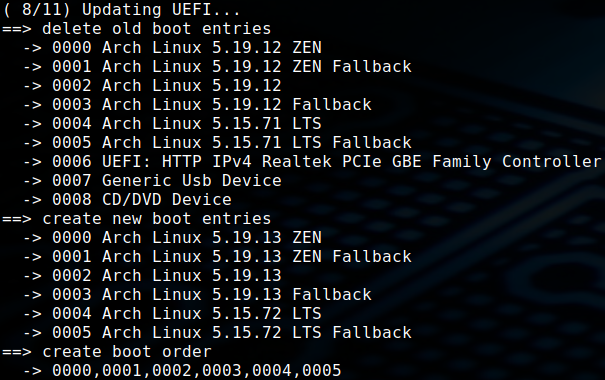 ( 8/11) Updating UEFI...
==> delete old boot entries
  -> 0000 Arch Linux 5.19.12 ZEN
  -> 0001 Arch Linux 5.19.12 ZEN Fallback
  -> 0002 Arch Linux 5.19.12
  -> 0003 Arch Linux 5.19.12 Fallback
  -> 0004 Arch Linux 5.15.71 LTS
  -> 0005 Arch Linux 5.15.71 LTS Fallback
  -> 0006 UEFI: HTTP IPv4 Realtek PCIe GBE Family Controller
  -> 0007 Generic Usb Device
  -> 0008 CD/DVD Device
==> create new boot entries
  -> 0000 Arch Linux 5.19.13 ZEN
  -> 0001 Arch Linux 5.19.13 ZEN Fallback
  -> 0002 Arch Linux 5.19.13
  -> 0003 Arch Linux 5.19.13 Fallback
  -> 0004 Arch Linux 5.15.72 LTS
  -> 0005 Arch Linux 5.15.72 LTS Fallback
==> create boot order
  -> 0000,0001,0002,0003,0004,0005